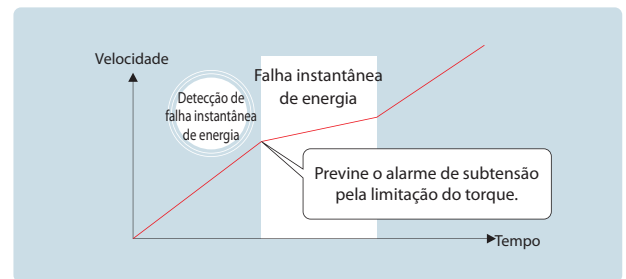 Velocidade
Falha instantânea
de energia
Detecção de
falha instantânea
de energia
Previne o alarme de subtensão
pela limitação do torque.
Tempo